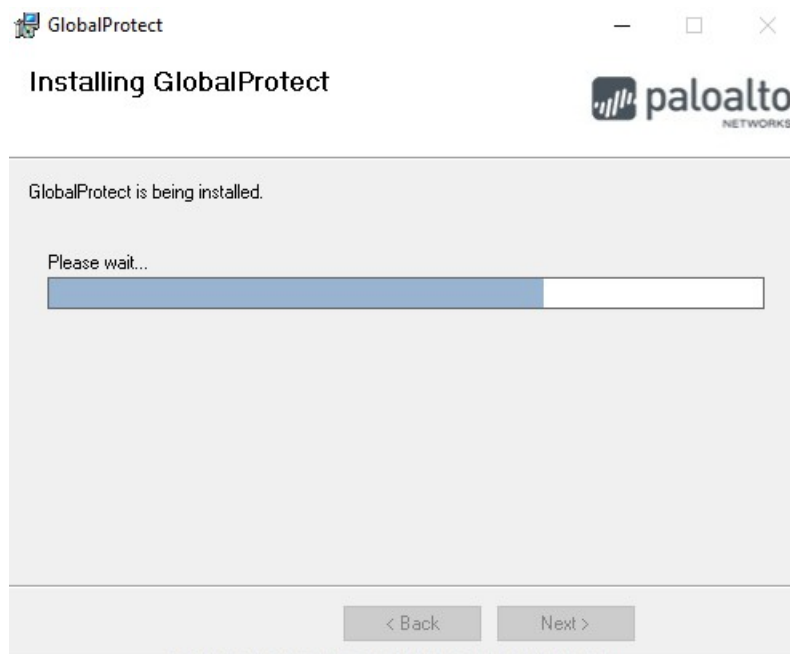 GlobalProtect
Installing GlobalProtect
paloalto
NETWORKS
GlobalProtect is being installed.
Please wait...
< Back
Next >